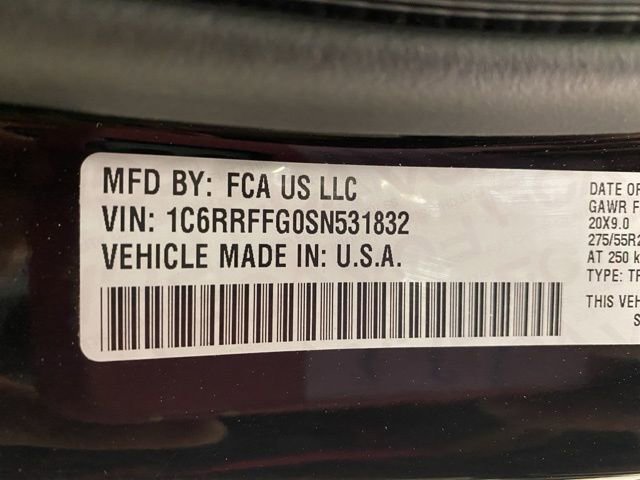 MFD BY: FCA US LLC
VIN: 1C6RRFFG0SN531832
VEHICLE MADE IN: U.S.A.
DATE OF
GAWR F
20X9.0
275/55R2
AT 250 k
TYPE: TR
THIS VEH
S